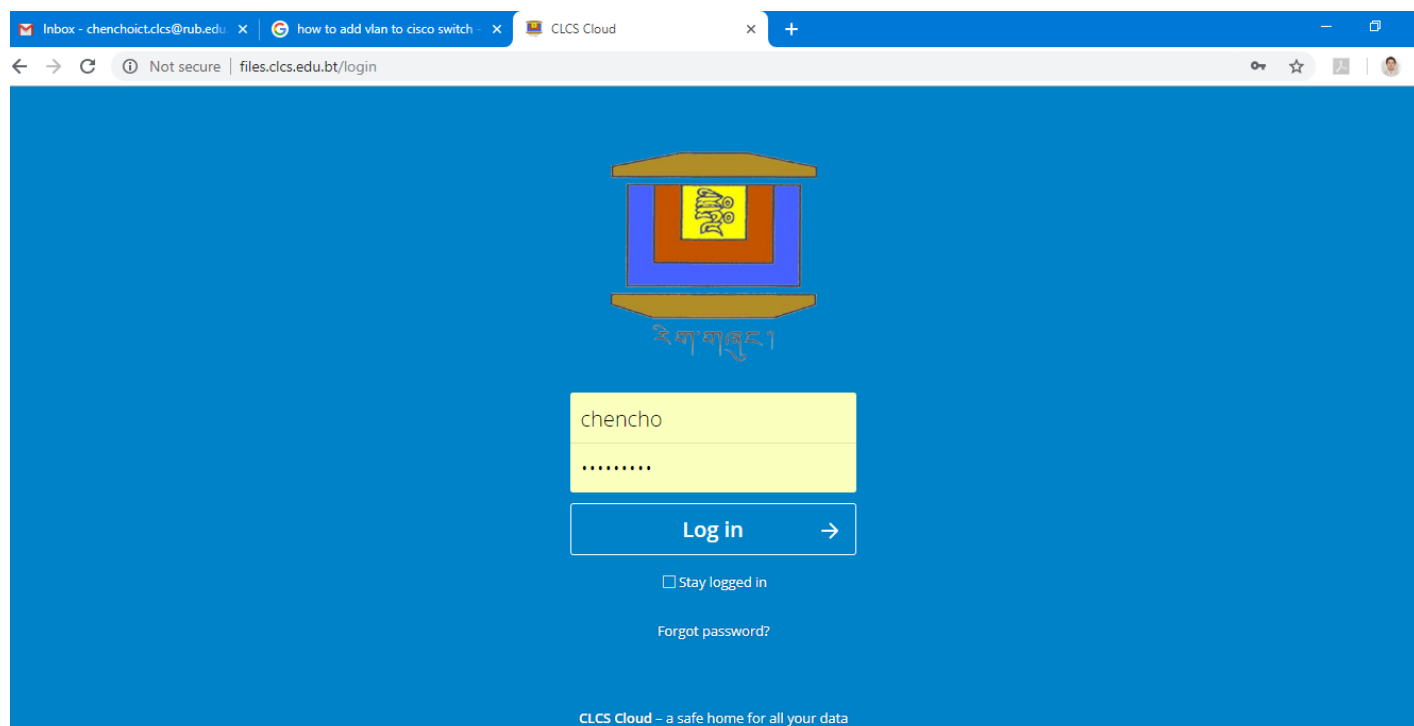 Inbox - chenchoict.clcs@rub.edu.
how to add vlan to cisco switch -
CLCS Cloud
Not secure | files.clcs.edu.bt/login
རིག་གཞུང་།
chencho
•••••••••
Log in
Stay logged in
Forgot password?
CLCS Cloud – a safe home for all your data